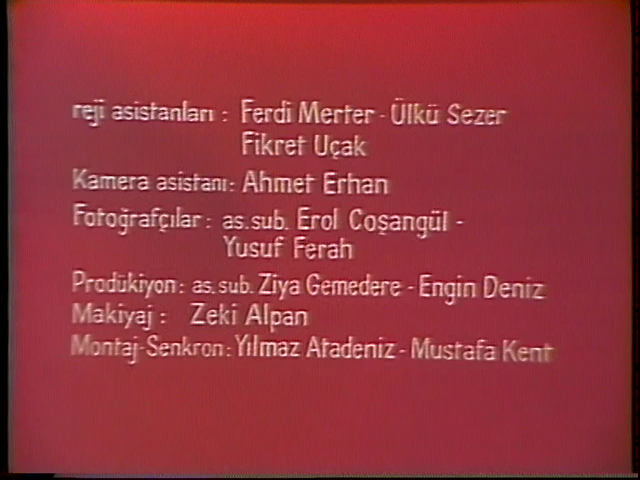 reji asistanları : Ferdi Merter - Ülkü Sezer
Fikret Uçak
Kamera asistanı: Ahmet Erhan
Fotoğrafçılar : as.sub. Erol Coşangül -
Yusuf Ferah
Prodükiyon: as.sub. Ziya Gemedere - Engin Deniz
Makiyaj : Zeki Alpan
Montaj-Senkron: Yılmaz Atadeniz - Mustafa Kent